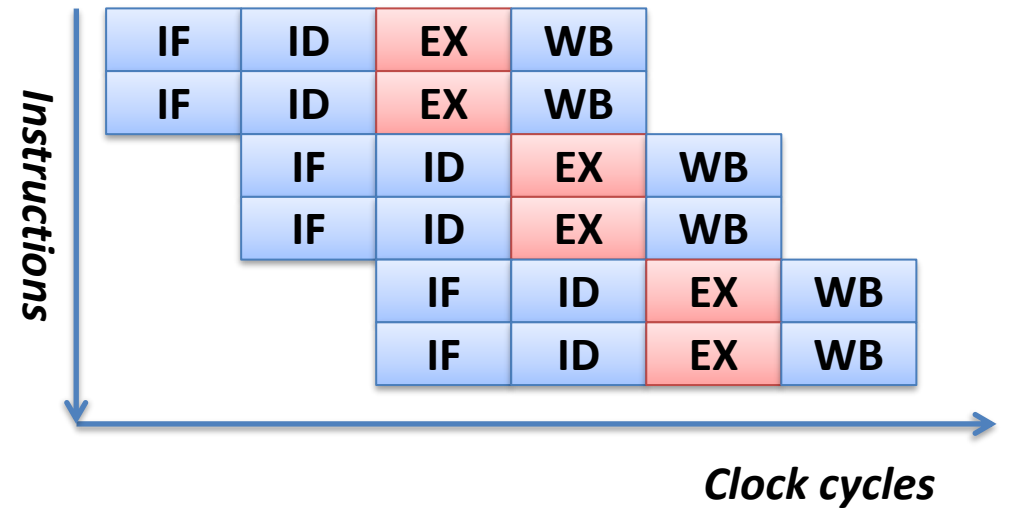 IF ID EX WB
IF ID EX WB
IF ID EX WB
IF ID EX WB
IF ID EX WB
IF ID EX WB
Instructions
Clock cycles